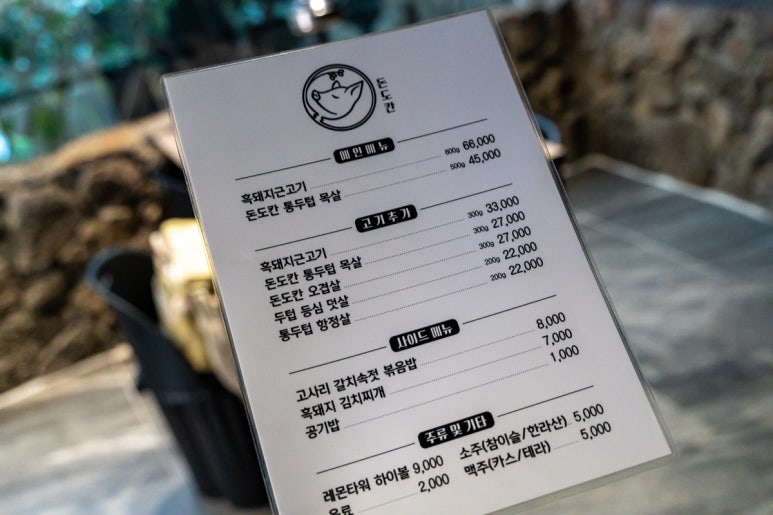 돈도칸
메인메뉴
흑돼지근고기 600g 66,000
돈도칸 통두텁 목살 500g 45,000
고기추가
흑돼지근고기 300g 33,000
돈도칸 통두텁 목살 300g 27,000
돈도칸 오겹살 300g 27,000
두텁 등심 덧살 200g 22,000
통두텁 항정살 200g 22,000
사이드 메뉴
고사리 갈치속젓 볶음밥 8,000
흑돼지 김치찌개 7,000
공기밥 1,000
주류 및 기타
레몬타워 하이볼 9,000 소주(참이슬/한라산) 5,000
음료 2,000 맥주(카스/테라) 5,000